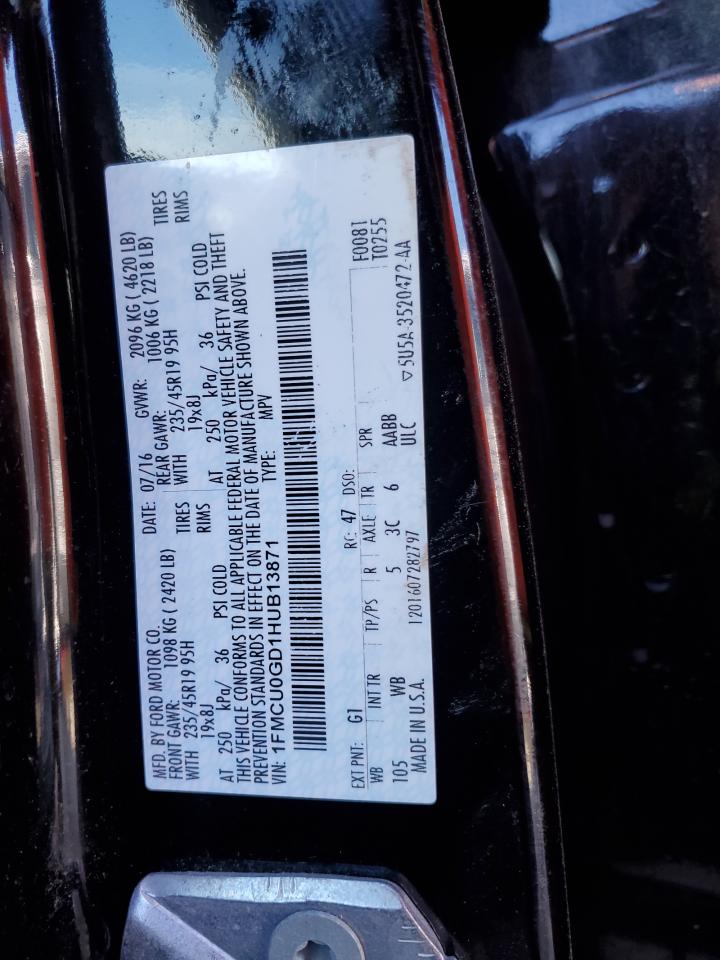 MFD. BY FORD MOTOR CO. DATE: 07/16 GVWR: 2096 KG ( 4620 LB)
FRONT GAWR: 1098 KG ( 2420 LB) REAR GAWR: 1006 KG ( 2218 LB)
WITH 235/45R19 95H TIRES WITH 235/45R19 95H TIRES
19x8J RIMS 19x8J RIMS
AT 250 kPa/ 36 PSI COLD AT 250 kPa/ 36 PSI COLD
THIS VEHICLE CONFORMS TO ALL APPLICABLE FEDERAL MOTOR VEHICLE SAFETY AND THEFT
PREVENTION STANDARDS IN EFFECT ON THE DATE OF MANUFACTURE SHOWN ABOVE.
VIN: 1FMCU0GD1HUB13871 TYPE: MPV
EXT PNT: G1 RC: 47 DSO: F0081
T0255
WB INT TR TP/PS R AXLE TR SPR
105 WB 5 3C 6 AABB
MADE IN U.S.A. 1201607282797 ULC ▽5U5A-3520472-AA